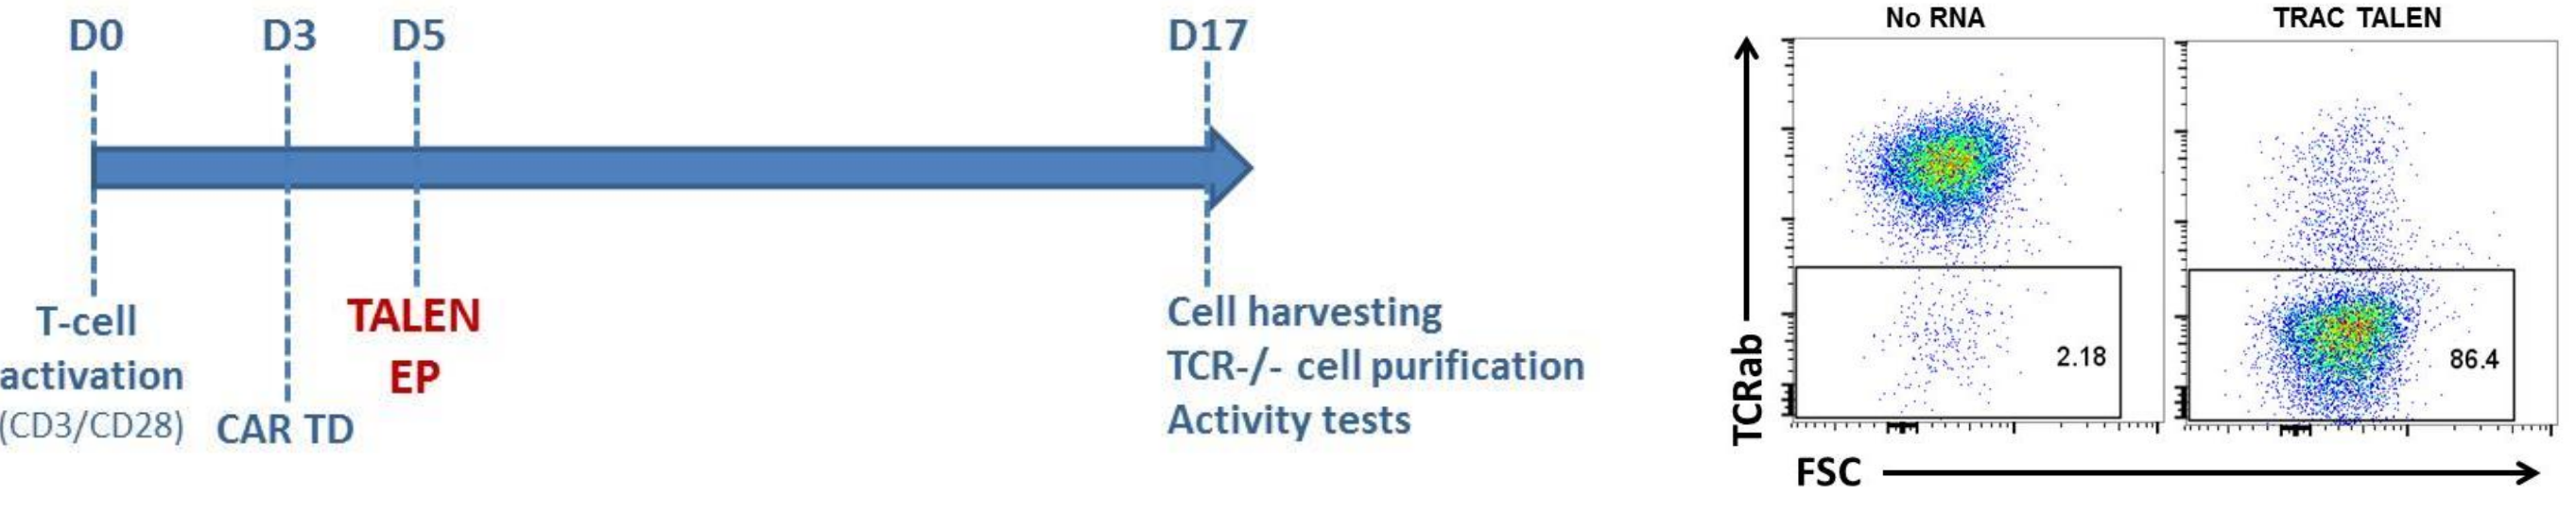 D0
D3
D5
D17
T-cell
activation
(CD3/CD28)
CAR TD
TALEN
EP
Cell harvesting
TCR-/- cell purification
Activity tests
No RNA
TRAC TALEN
TCRab
2.18
86.4
FSC